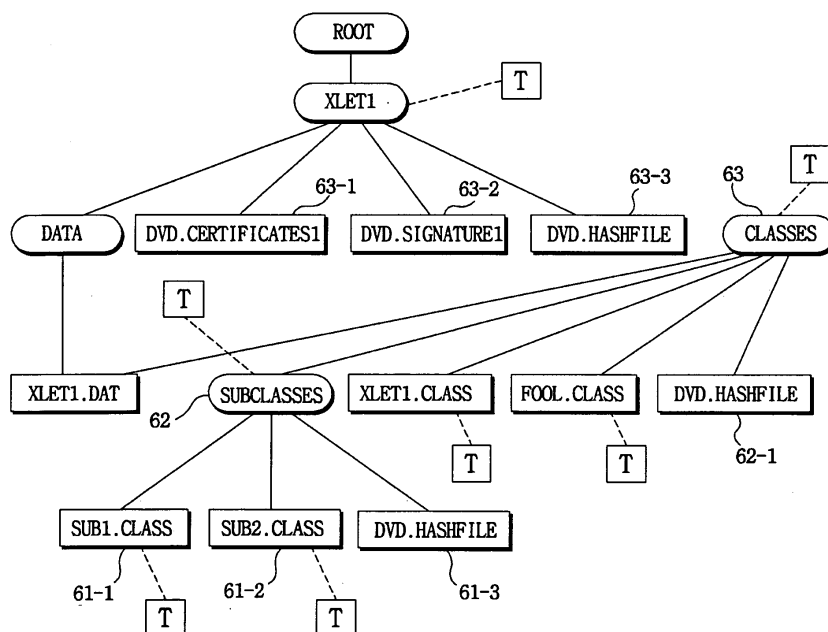 ROOT
XLET1
T
63-1
63-2
63-3
63
T
DATA
DVD.CERTIFICATES1
DVD.SIGNATURE1
DVD.HASHFILE
CLASSES
T
XLET1.DAT
62
SUBCLASSES
XLET1.CLASS
FOOL.CLASS
DVD.HASHFILE
T
T
62-1
SUB1.CLASS
SUB2.CLASS
DVD.HASHFILE
61-1
61-2
61-3
T
T